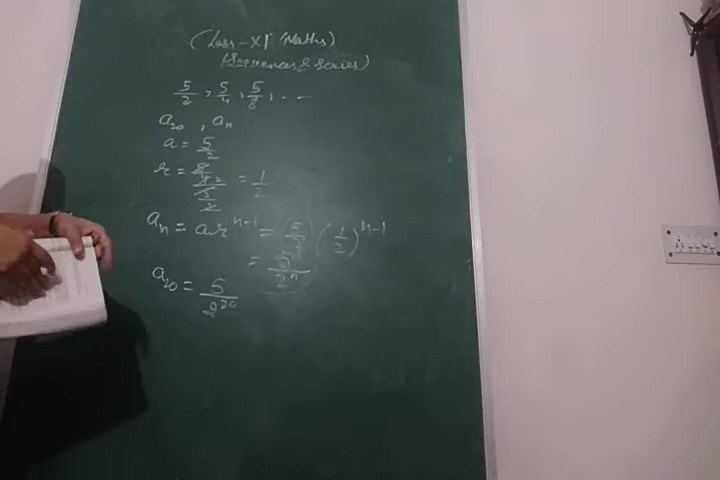 (Class-XI Maths)
(Sequences & Series)
5/2, 5/4, 5/8, ...
a₂₀, aₙ
a = 5/2
r = (5/4)/(5/2) = 1/2
aₙ = arⁿ⁻¹ = (5/2)(1/2)ⁿ⁻¹
= 5/2ⁿ
a₂₀ = 5/2²⁰